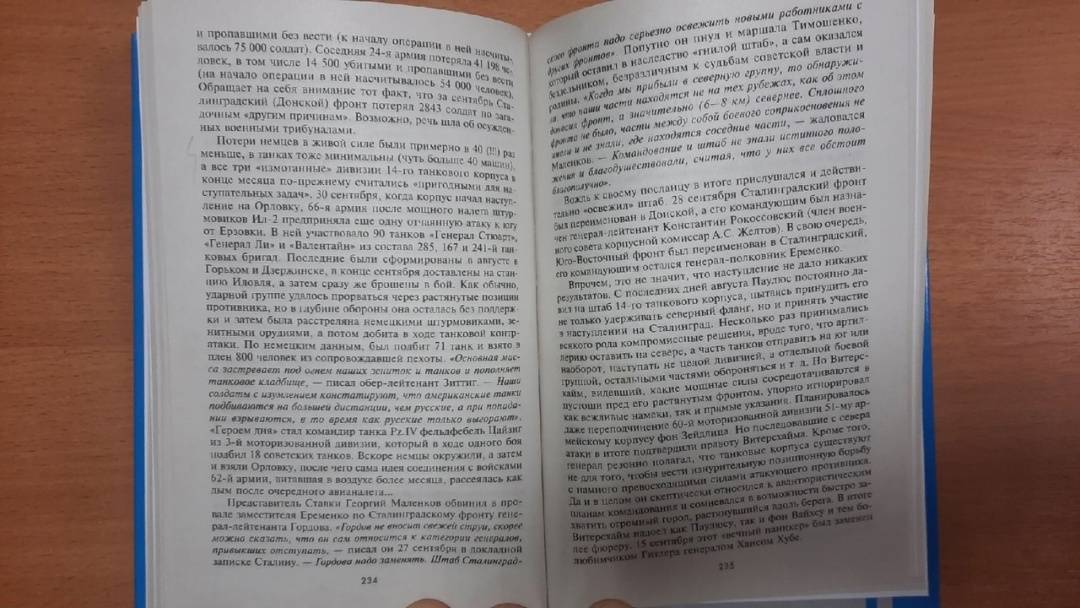 и пропавшими без вести (к началу операции в ней насчиты-
валось 75 000 солдат). Соседняя 24-я армия потеряла 41 198 че-
ловек, в том числе 14 500 убитыми и пропавшими без вести
(на начало операции в ней насчитывалось 54 000 человек).
Обращает на себя внимание тот факт, что за сентябрь Ста-
линградский (Донской) фронт потерял 2843 солдат по зага-
дочным «другим причинам». Возможно, речь шла об осужден-
ных военными трибуналами.
Потери немцев в живой силе были примерно в 40 (!!!) раз
меньше, в танках тоже минимальны (чуть больше 40 машин),
а все три «измотанные» дивизии 14-го танкового корпуса в
конце месяца по-прежнему считались «пригодными для на-
ступательных задач». 30 сентября, когда корпус начал наступ-
ление на Орловку, 66-я армия после мощного налета штур-
мовиков Ил-2 предприняла еще одну отчаянную атаку к югу
от Ерзовки. В ней участвовало 90 танков «Генерал Стюарт»,
«Генерал Ли» и «Валентайн» из состава 285, 167 и 241-й тан-
ковых бригад. Последние были сформированы в августе в
Горьком и Дзержинске, в конце сентября доставлены на стан-
цию Иловля, а затем сразу же брошены в бой. Как обычно,
ударной группе удалось прорваться через растянутые позиции
противника, но в глубине обороны она осталась без поддерж-
ки и затем была расстреляна немецкими штурмовиками, зе-
нитными орудиями, а потом добита в ходе танковой контр-
атаки. По немецким данным, был подбит 71 танк и взято в
плен 800 человек из сопровождавшей пехоты. «Основная мас-
са застревает под огнем наших зениток и танков и пополняет
танковое кладбище, — писал обер-лейтенант Зиттиг. — Наши
солдаты с изумлением констатируют, что американские танки
подбиваются на большей дистанции, чем русские, а при попада-
нии взрываются, в то время как русские только выгорают».
«Героем дня» стал командир танка Pz.IV фельдфебель Цайзиг
из 3-й моторизованной дивизии, который в ходе одного боя
подбил 18 советских танков. Вскоре немцы окружили, а затем
и взяли Орловку, после чего сама идея соединения с войсками
62-й армии, витавшая в воздухе более месяца, рассеялась как
дым после очередного авианалета...
Представитель Ставки Георгий Маленков обвинил в про-
вале заместителя Еременко по Сталинградскому фронту гене-
рал-лейтенанта Гордова. «Гордов не вносит свежей струи, скорее
можно сказать, что он сам относится к категории генералов,
привыкших отступать, — писал он 27 сентября в докладной
записке Сталину. — Гордова надо заменять. Штаб Сталинград-
234
ского фронта надо серьезно освежить новыми работниками с
других фронтов». Попутно он пнул и маршала Тимошенко,
который оставил в наследство «гнилой штаб», а сам оказался
бездельником, безразличным к судьбам советской власти и
родины. «Когда мы прибыли в северную группу, то обнаружи-
ли, что наши части находятся не на тех рубежах, как об этом
доносил фронт, а значительно (6—8 км) севернее. Сплошного
фронта не было, части между собой боевого соприкосновения не
имели и не знали, где находятся соседние части, — жаловался
Маленков. — Командование и штаб не знали истинного поло-
жения и благодушествовали, считая, что у них все обстоит
благополучно».
Вождь к своему посланцу в итоге прислушался и действи-
тельно «освежил» штаб. 28 сентября Сталинградский фронт
был переименован в Донской, а его командующим был назна-
чен генерал-лейтенант Константин Рокоссовский (член воен-
ного совета корпусной комиссар А.С. Желтов). В свою очередь,
Юго-Восточный фронт был переименован в Сталинградский,
его командующим остался генерал-полковник Еременко.
Впрочем, это не значит, что наступление не дало никаких
результатов. С последних дней августа Паулюс постоянно да-
вил на штаб 14-го танкового корпуса, пытаясь принудить его
не только удерживать северный фланг, но и принять участие
в наступлении на Сталинград. Несколько раз принимались
всякого рода компромиссные решения, вроде того, что артил-
лерию оставить на севере, а часть танков отправить на юг или
наоборот, наступать не целой дивизией, а отдельной боевой
группой, остальными частями обороняться и т. д. Но Витерс-
хайм, видевший, какие мощные силы сосредотачиваются в
пустоши пред его растянутым фронтом, упорно игнорировал
как вежливые намеки, так и прямые указания. Планировалось
даже переподчинение 60-й моторизованной дивизии 51-му ар-
мейскому корпусу фон Зейдлица. Но последовавшие с севера
атаки в итоге подтвердили правоту Витерсхайма. Кроме того,
генерал резонно полагал, что танковые корпуса существуют
не для того, чтобы вести изнурительную позиционную борьбу
с намного превосходящими силами атакующего противника.
Да и в целом он скептически относился к авантюристическим
планам командования и сомневался в возможности быстро за-
хватить огромный город, растянувшийся вдоль берега. В итоге
Витерсхайм надоел как Паулюсу, так и фон Вайхсу и тем бо-
лее фюреру. 15 сентября этот «вечный паникер» был заменен
любимчиком Гитлера генералом Хансом Хубе.
235